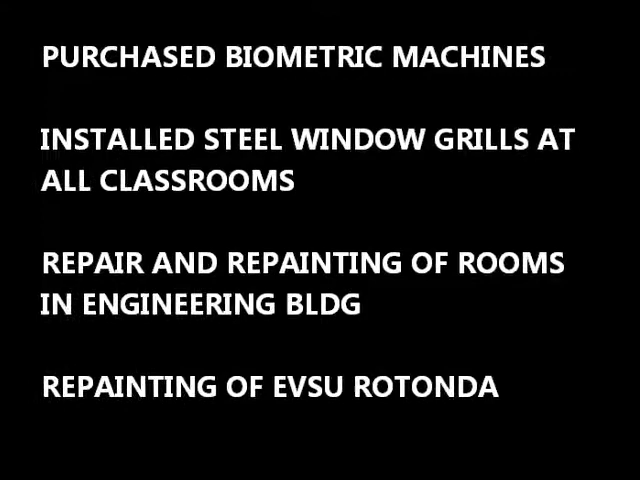 PURCHASED BIOMETRIC MACHINES
INSTALLED STEEL WINDOW GRILLS AT
ALL CLASSROOMS
REPAIR AND REPAINTING OF ROOMS
IN ENGINEERING BLDG
REPAINTING OF EVSU ROTONDA